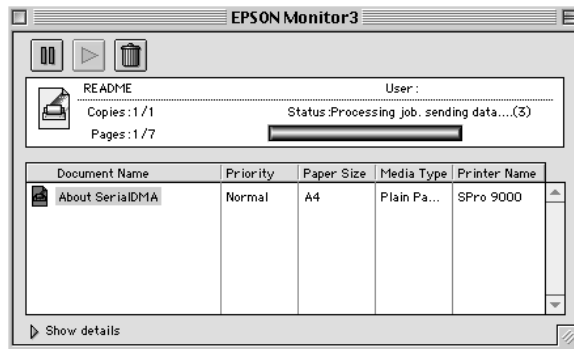 EPSON Monitor3
README User:
Copies:1/1 Status:Processing job. sending data....(3)
Pages:1/7
Document Name Priority Paper Size Media Type Printer Name
About SerialDMA Normal A4 Plain Pa... SPro 9000
Show details